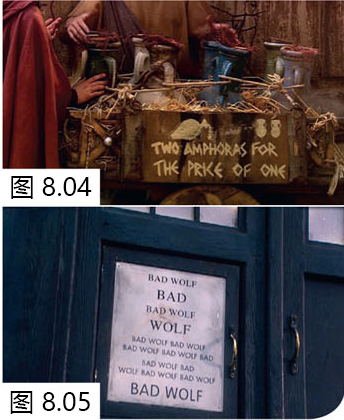 TWO AMPHORAS FOR
THE PRICE OF ONE
图 8.04
BAD WOLF
BAD
BAD WOLF
WOLF
BAD WOLF BAD WOLF
BAD WOLF BAD WOLF BAD
BAD WOLF BAD
WOLF BAD WOLF BAD WOLF
BAD WOLF
图 8.05